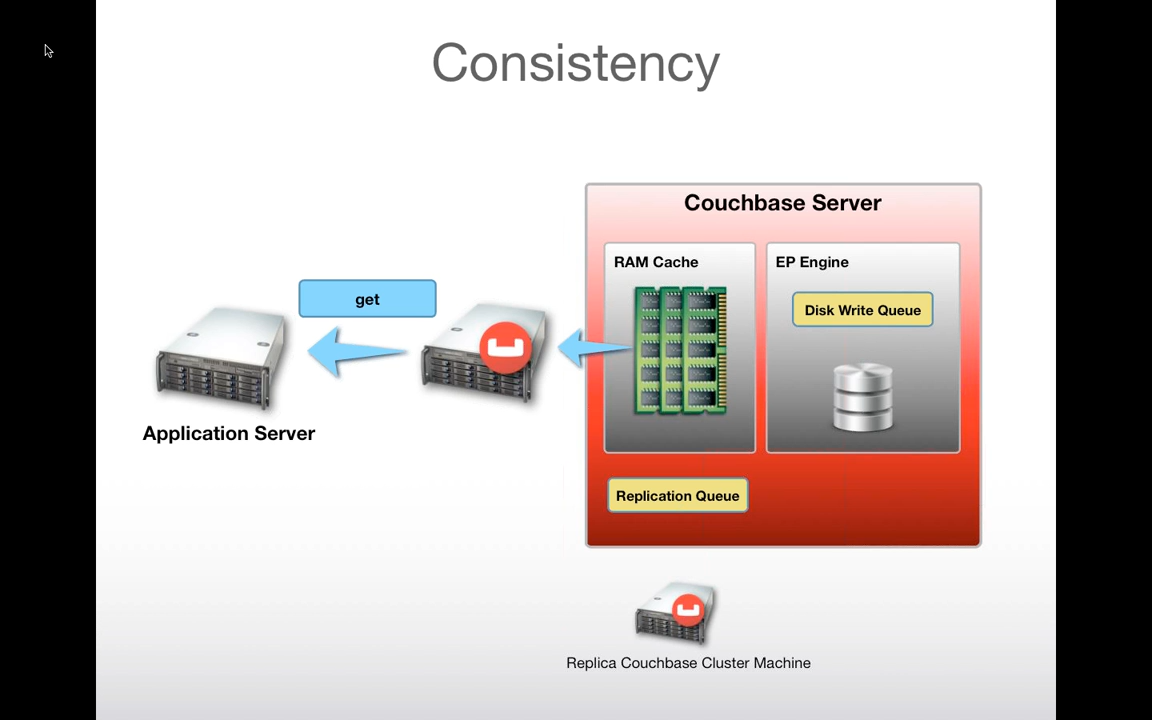 Consistency
Couchbase Server
RAM Cache
EP Engine
get
Disk Write Queue
Application Server
Replication Queue
Replica Couchbase Cluster Machine